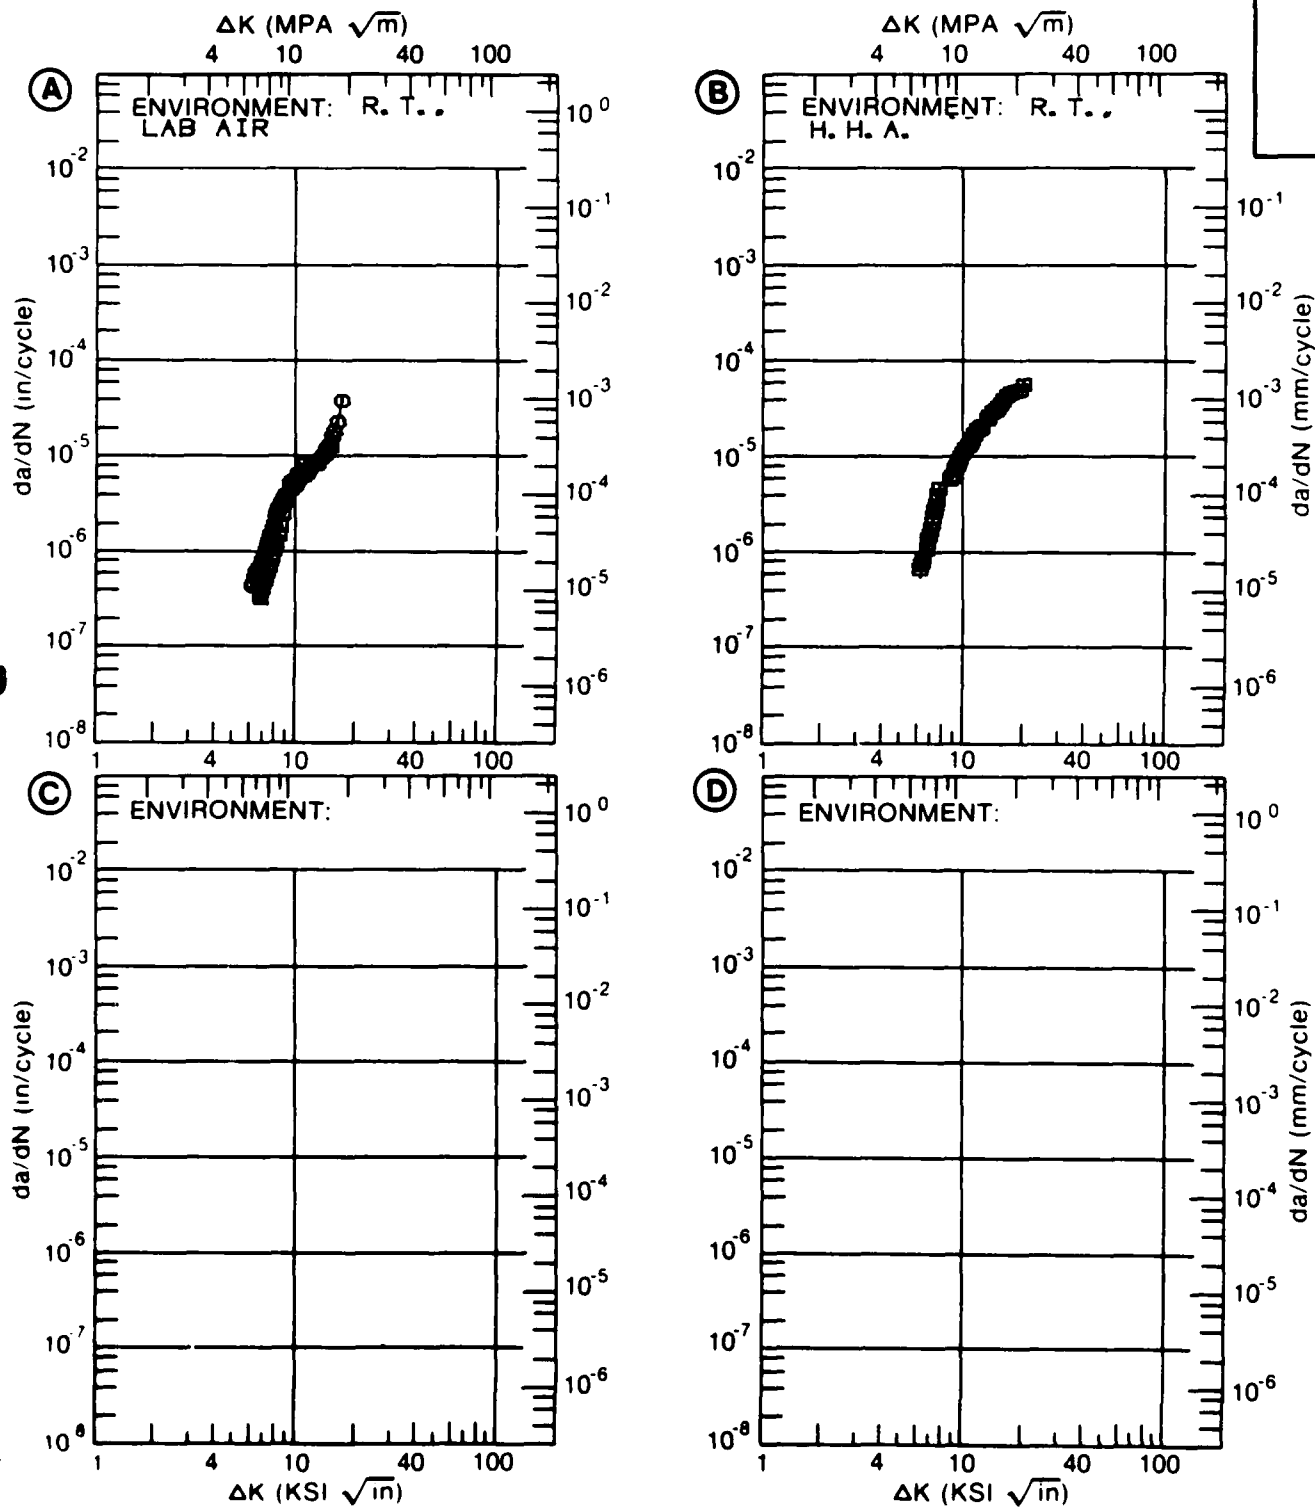 ΔK (MPA √m) ΔK (MPA √m)
4 10 40 100 4 10 40 100
A B
ENVIRONMENT: R. T.. ENVIRONMENT: R. T.,
LAB AIR H. H. A.
10^0
10^-2 10^-2
10^-1 10^-1
10^-3 10^-3
10^-2 10^-2
10^-4 10^-4
10^-3 10^-3
10^-5 10^-5
10^-4 10^-4
10^-6 10^-6
10^-5 10^-5
10^-7 10^-7
10^-6 10^-6
10^-8 10^-8
da/dN (in/cycle) da/dN (mm/cycle)
1 4 10 40 100 1 4 10 40 100
C D
ENVIRONMENT: ENVIRONMENT:
10^0 10^0
10^-2 10^-2
10^-1 10^-1
10^-3 10^-3
10^-2 10^-2
10^-4 10^-4
10^-3 10^-3
10^-5 10^-5
10^-4 10^-4
10^-6 10^-6
10^-5 10^-5
10^-7 10^-7
10^-6 10^-6
10^-8 10^-8
da/dN (in/cycle) da/dN (mm/cycle)
1 4 10 40 100 1 4 10 40 100
ΔK (KSI √in) ΔK (KSI √in)